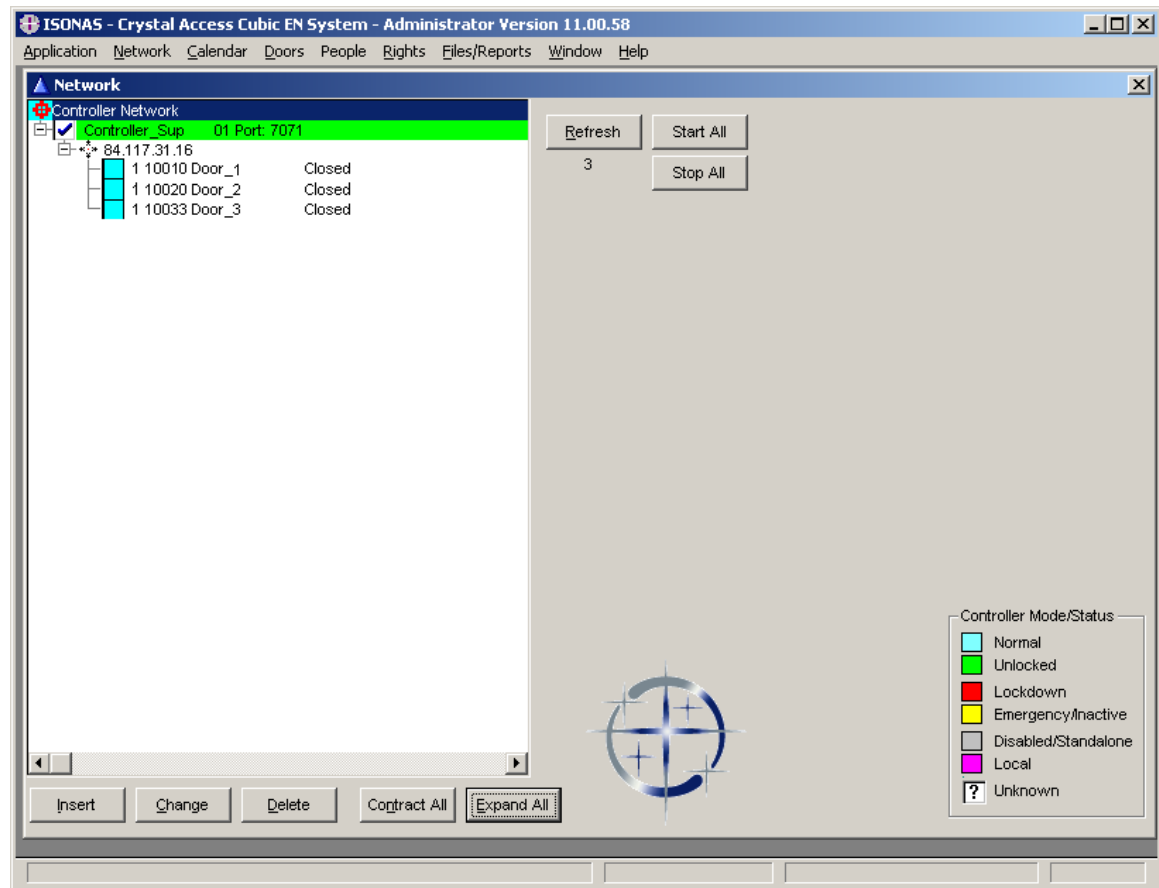 ISONAS - Crystal Access Cubic EN System - Administrator Version 11.00.58
Application Network Calendar Doors People Rights Files/Reports Window Help
Network
Controller Network
Controller_Sup 01 Port: 7071
84.117.31.16
1 10010 Door_1 Closed
1 10020 Door_2 Closed
1 10033 Door_3 Closed
Refresh Start All
3
Stop All
Controller Mode/Status
Normal
Unlocked
Lockdown
Emergency/Inactive
Disabled/Standalone
Local
? Unknown
Insert Change Delete Contract All Expand All